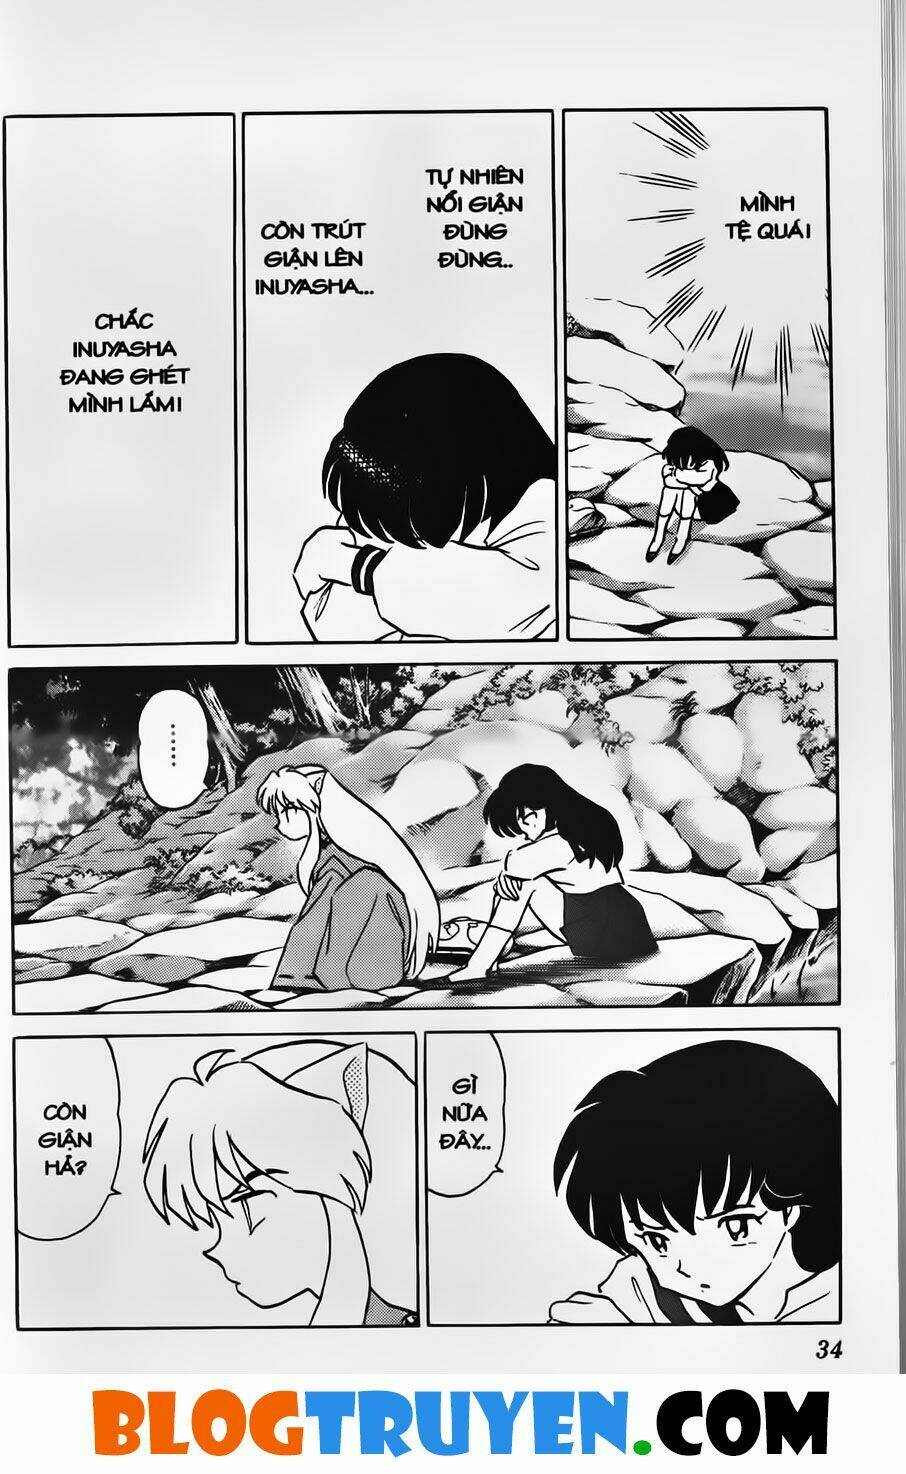 MÌNH
TỆ QUÁ!
TỰ NHIÊN
NỔI GIẬN
ĐÙNG
ĐÙNG...
CÒN TRÚT
GIẬN LÊN
INUYASHA...
CHẮC
INUYASHA
ĐANG GHÉT
MÌNH LẮM!
......
GÌ
NỮA
ĐÂY...
CÒN
GIẬN
HẢ?
34
BLOGTRUYEN.COM